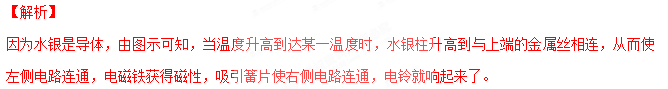 【解析】
因为水银是导体，由图示可知，当温度升高到达某一温度时，水银柱升高到与上端的金属丝相连，从而使
左侧电路连通，电磁铁获得磁性，吸引簧片使右侧电路连通，电铃就响起来了。